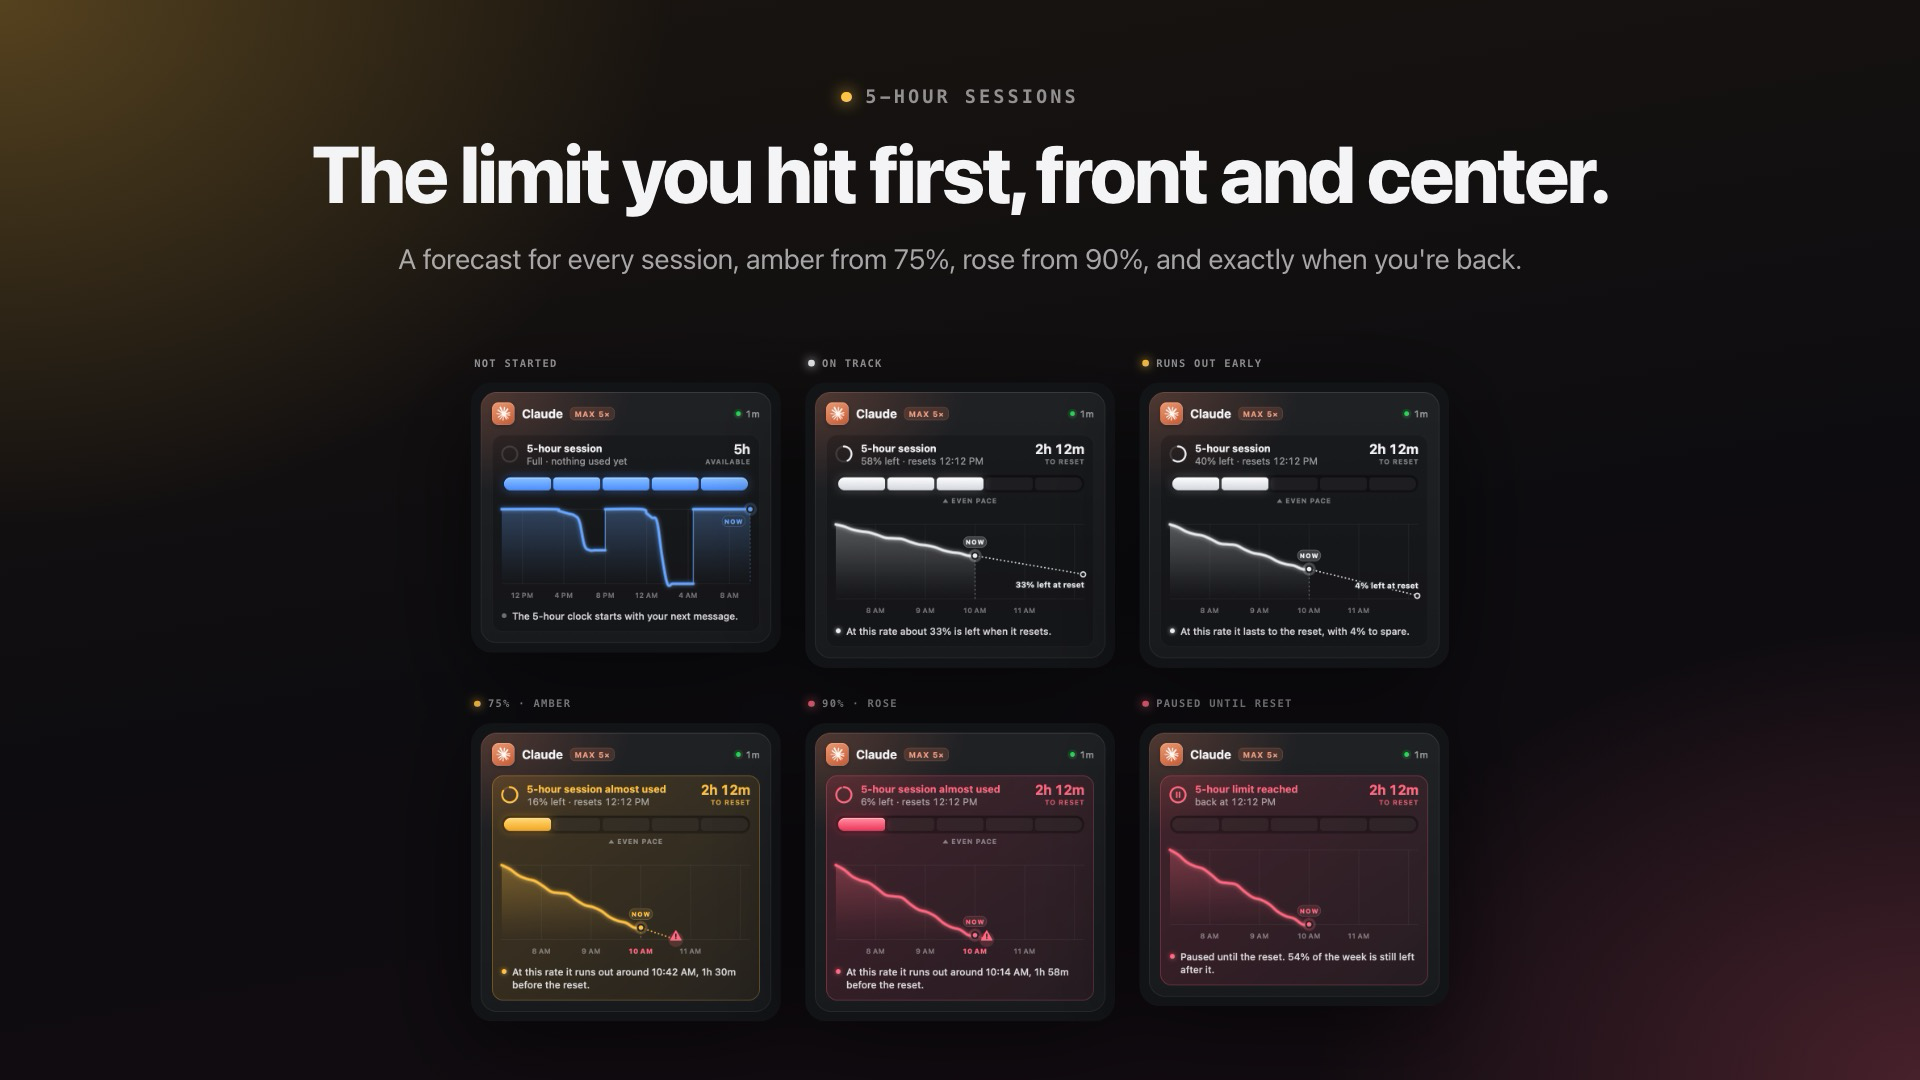 5-HOUR SESSIONS
The limit you hit first, front and center.
A forecast for every session, amber from 75%, rose from 90%, and exactly when you're back.
NOT STARTED
Claude MAX 5× 1m
5-hour session 5h
Full · nothing used yet AVAILABLE
NOW
12 PM 4 PM 8 PM 12 AM 4 AM 8 AM
The 5-hour clock starts with your next message.
ON TRACK
Claude MAX 5× 1m
5-hour session 2h 12m
58% left · resets 12:12 PM TO RESET
EVEN PACE
NOW
33% left at reset
8 AM 9 AM 10 AM 11 AM
At this rate about 33% is left when it resets.
RUNS OUT EARLY
Claude MAX 5× 1m
5-hour session 2h 12m
40% left · resets 12:12 PM TO RESET
EVEN PACE
NOW
4% left at reset
8 AM 9 AM 10 AM 11 AM
At this rate it lasts to the reset, with 4% to spare.
75% · AMBER
Claude MAX 5× 1m
5-hour session almost used 2h 12m
16% left · resets 12:12 PM TO RESET
EVEN PACE
NOW
8 AM 9 AM 10 AM 11 AM
At this rate it runs out around 10:42 AM, 1h 30m
before the reset.
90% · ROSE
Claude MAX 5× 1m
5-hour session almost used 2h 12m
6% left · resets 12:12 PM TO RESET
EVEN PACE
NOW
8 AM 9 AM 10 AM 11 AM
At this rate it runs out around 10:14 AM, 1h 58m
before the reset.
PAUSED UNTIL RESET
Claude MAX 5× 1m
5-hour limit reached 2h 12m
back at 12:12 PM TO RESET
NOW
8 AM 9 AM 10 AM 11 AM
Paused until the reset. 54% of the week is still left
after it.